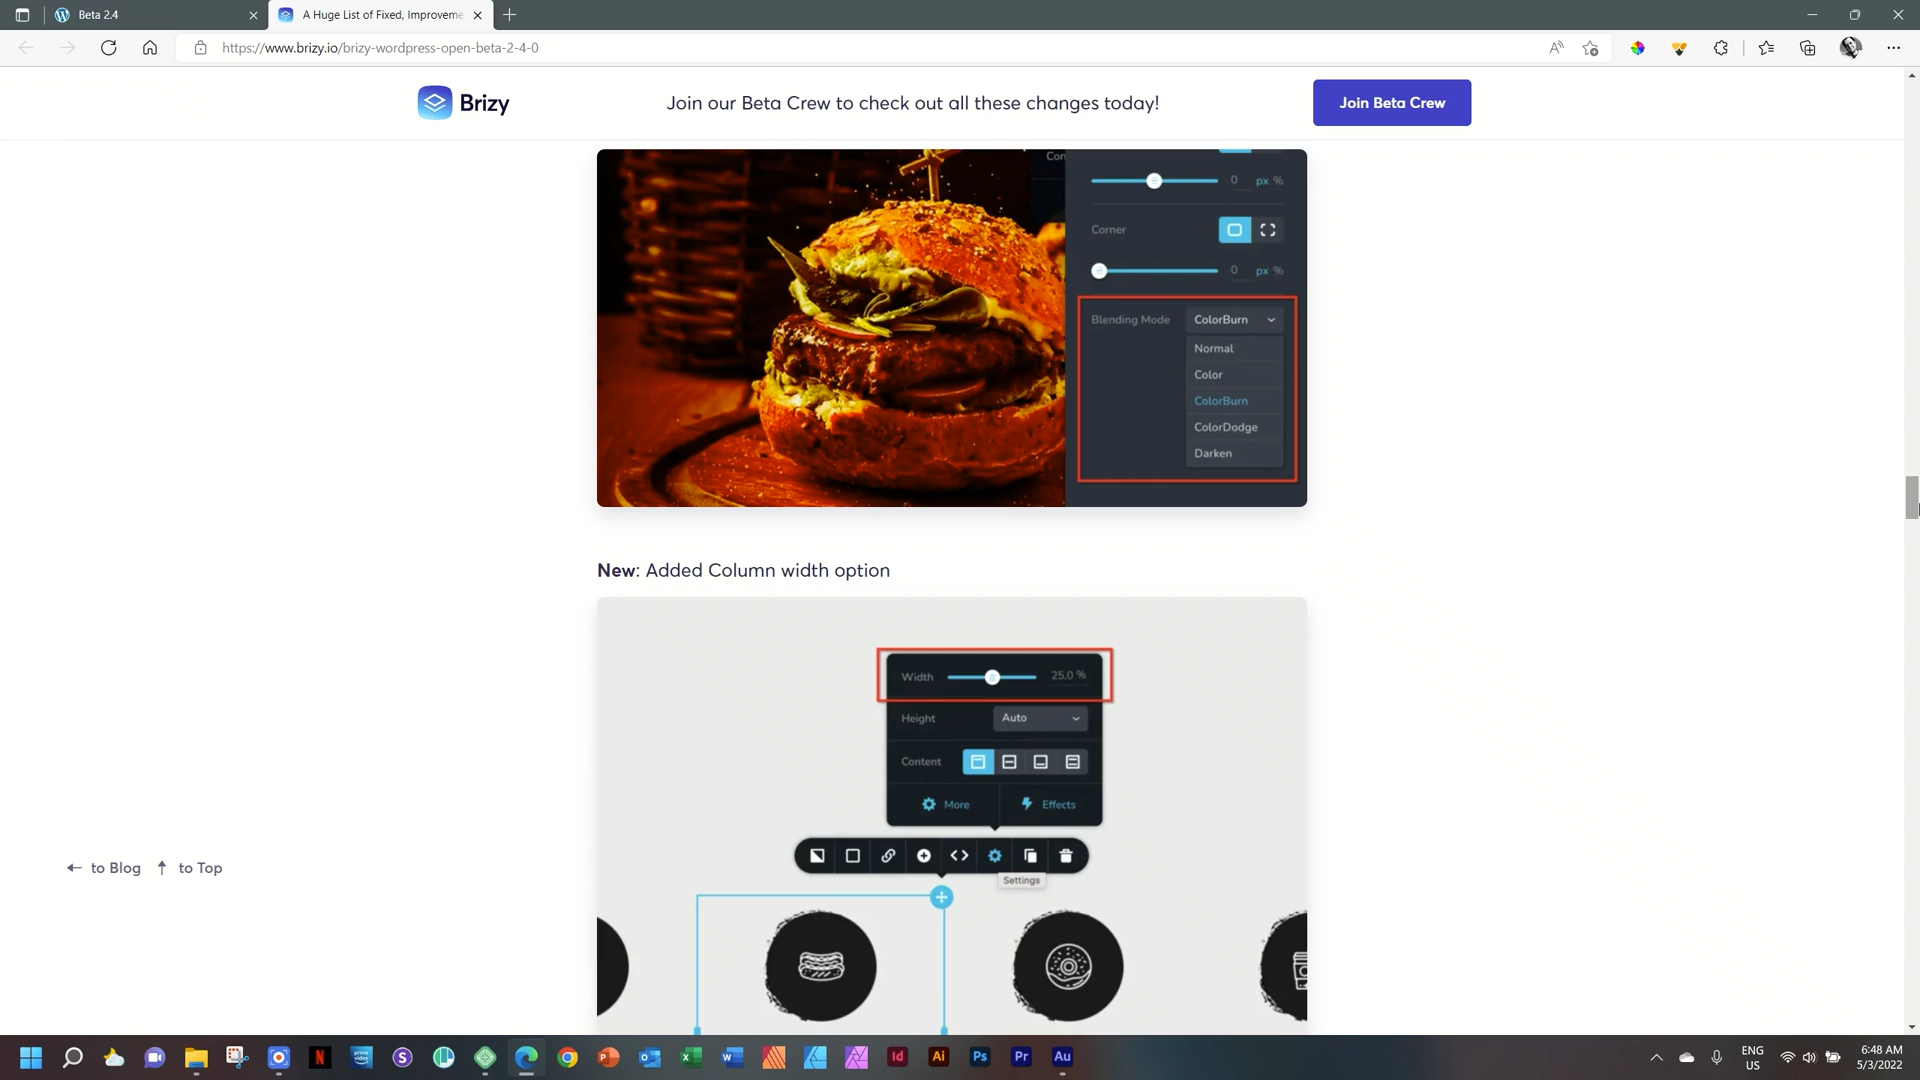 Beta 2.4
A Huge List of Fixed, Improveme
https://www.brizy.io/brizy-wordpress-open-beta-2-4-0
Brizy
Join our Beta Crew to check out all these changes today!
Join Beta Crew
Con
0 px %
Corner
0 px %
Blending Mode ColorBurn
Normal
Color
ColorBurn
ColorDodge
Darken
New: Added Column width option
Width 25,0 %
Height Auto
Content
More Effects
Settings
← to Blog ↑ to Top
ENG
US
6:48 AM
5/3/2022